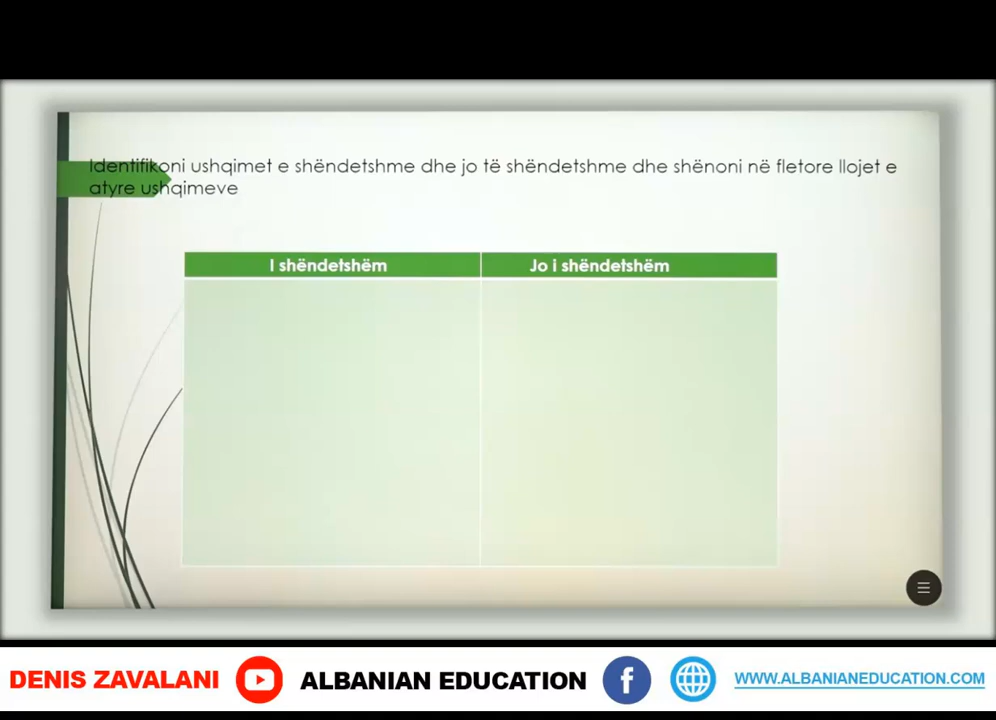 Identifikoni ushqimet e shëndetshme dhe jo të shëndetshme dhe shënoni në fletore llojet e
atyre ushqimeve
I shëndetshëm
Jo i shëndetshëm
DENIS ZAVALANI
ALBANIAN EDUCATION
WWW.ALBANIANEDUCATION.COM